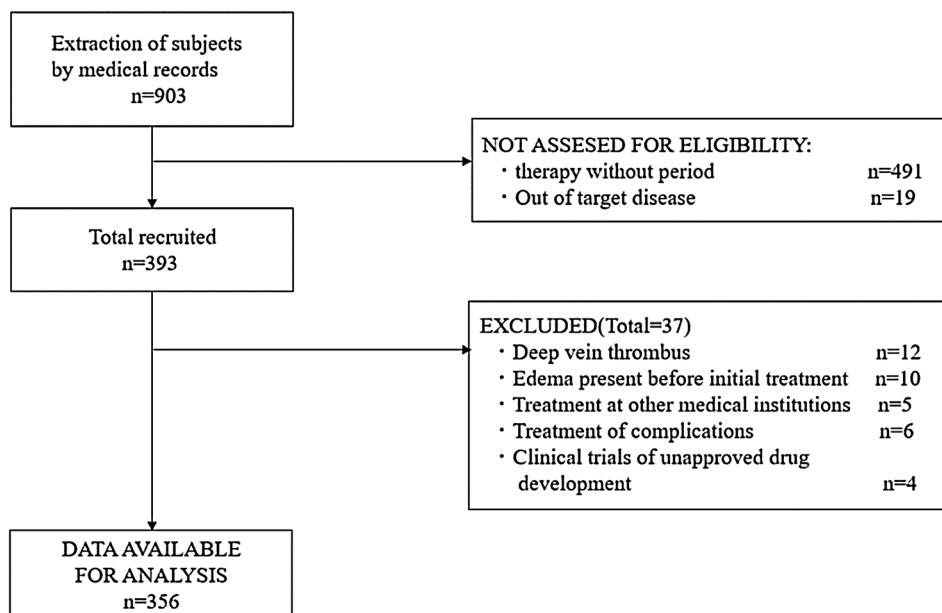 Extraction of subjects
by medical records
n=903
NOT ASSESED FOR ELIGIBILITY:
・therapy without period n=491
・Out of target disease n=19
Total recruited
n=393
EXCLUDED(Total=37)
・Deep vein thrombus n=12
・Edema present before initial treatment n=10
・Treatment at other medical institutions n=5
・Treatment of complications n=6
・Clinical trials of unapproved drug
development n=4
DATA AVAILABLE
FOR ANALYSIS
n=356